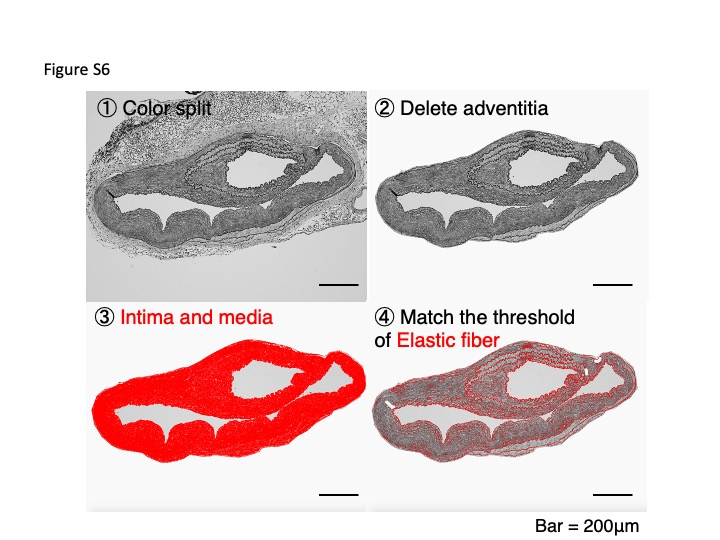 Figure S6
① Color split
② Delete adventitia
③ Intima and media
④ Match the threshold
of Elastic fiber
Bar = 200μm